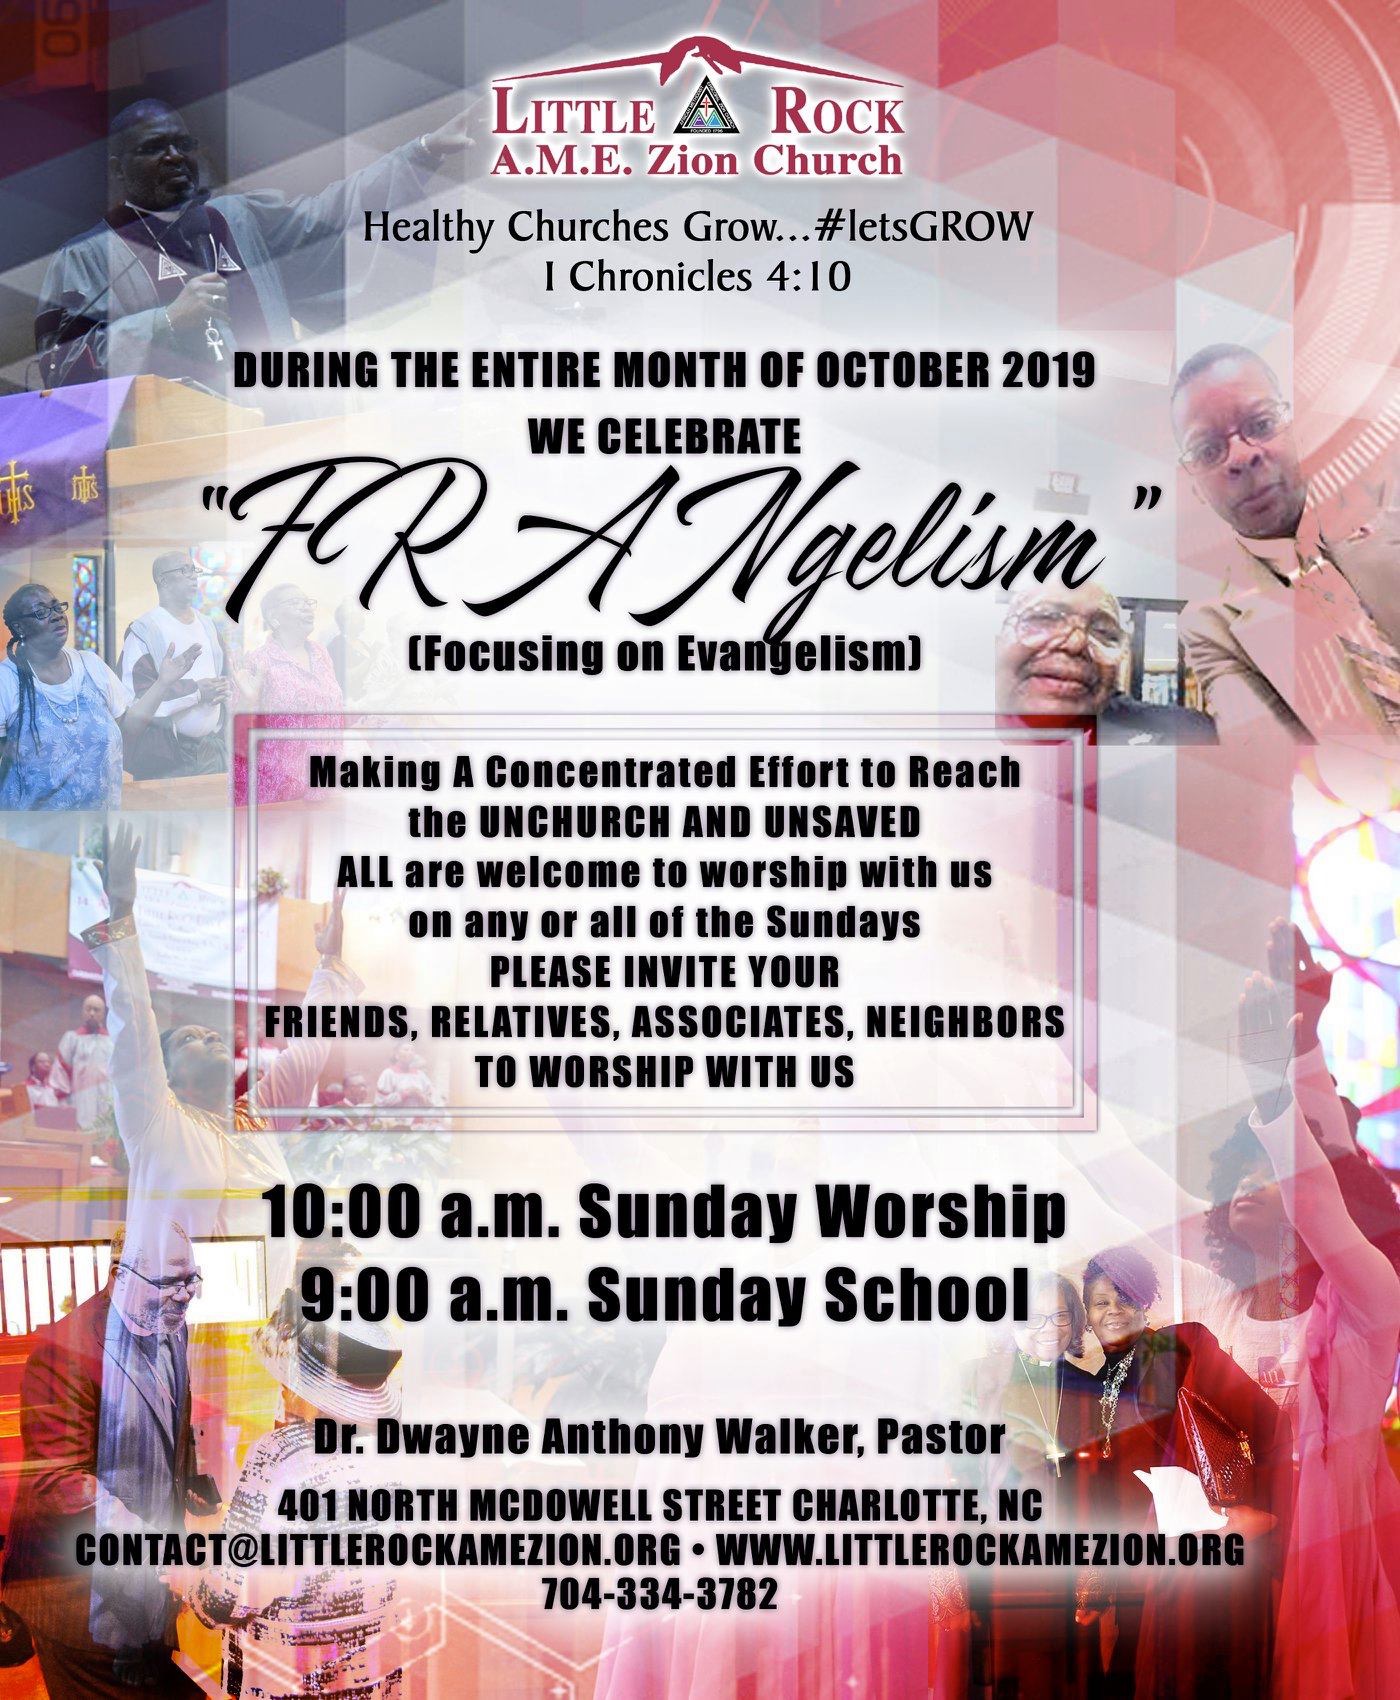 LITTLE ROCK
A.M.E. Zion Church
Healthy Churches Grow...#letsGROW
I Chronicles 4:10
DURING THE ENTIRE MONTH OF OCTOBER 2019
WE CELEBRATE
"FRANgelism"
(Focusing on Evangelism)
Making A Concentrated Effort to Reach
the UNCHURCH AND UNSAVED
ALL are welcome to worship with us
on any or all of the Sundays
PLEASE INVITE YOUR
FRIENDS, RELATIVES, ASSOCIATES, NEIGHBORS
TO WORSHIP WITH US
10:00 a.m. Sunday Worship
9:00 a.m. Sunday School
Dr. Dwayne Anthony Walker, Pastor
401 NORTH MCDOWELL STREET CHARLOTTE, NC
CONTACT@LITTLEROCKAMEZION.ORG • WWW.LITTLEROCKAMEZION.ORG
704-334-3782